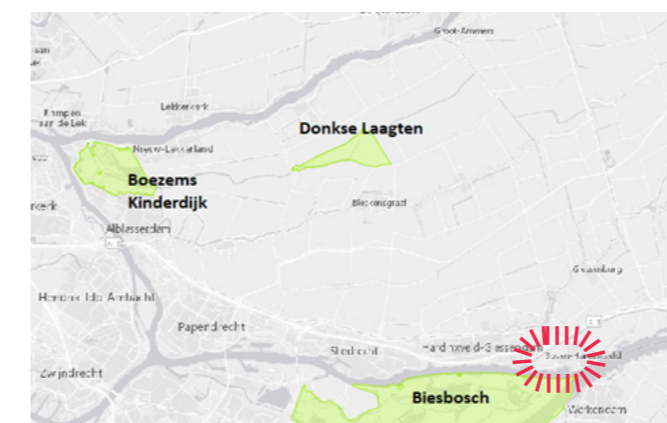 Groot-Ammers
Lekkerkerk
Donkse Laagten
Nieuw-Lekkerland
Boezems
Kinderdijk
Bleskensgraaf
Alblasserdam
Giessenburg
Papendrecht
Sliedrecht
Zwijndrecht
Biesbosch
Werkendam